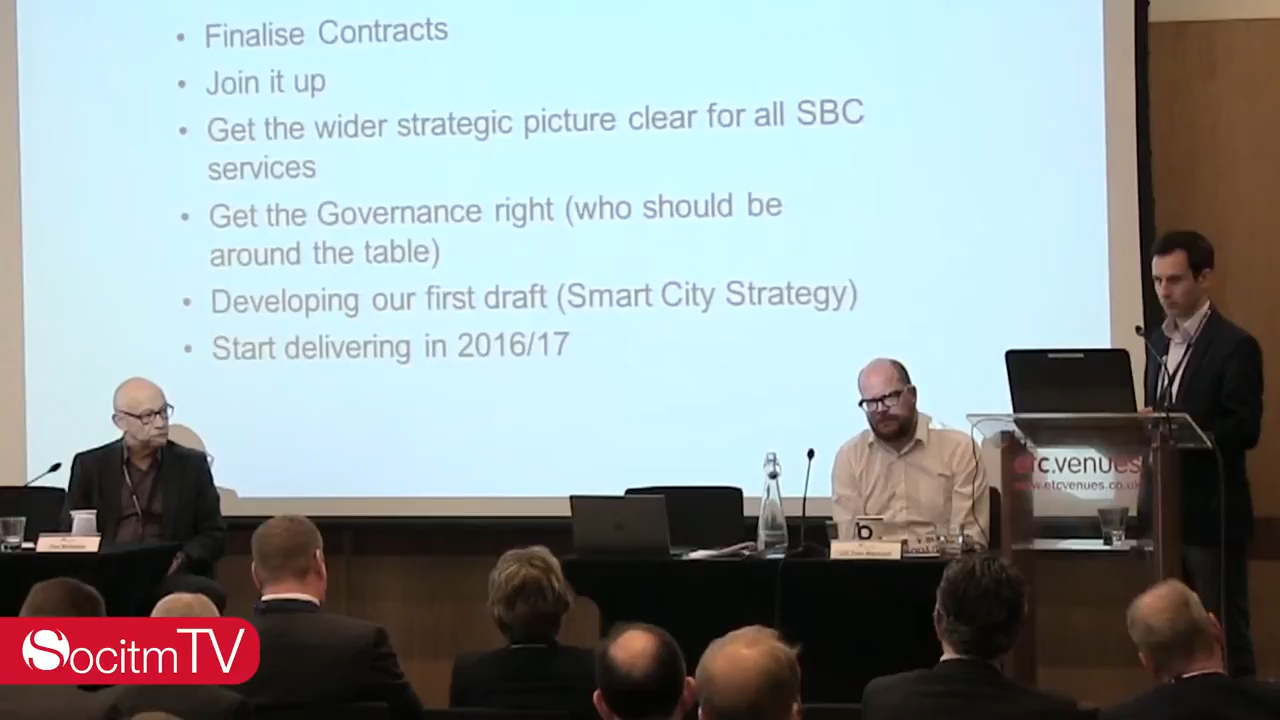 • Finalise Contracts
• Join it up
• Get the wider strategic picture clear for all SBC
services
• Get the Governance right (who should be
around the table)
• Developing our first draft (Smart City Strategy)
• Start delivering in 2016/17
etc.venues
www.etcvenues.co.uk
SocitmTV